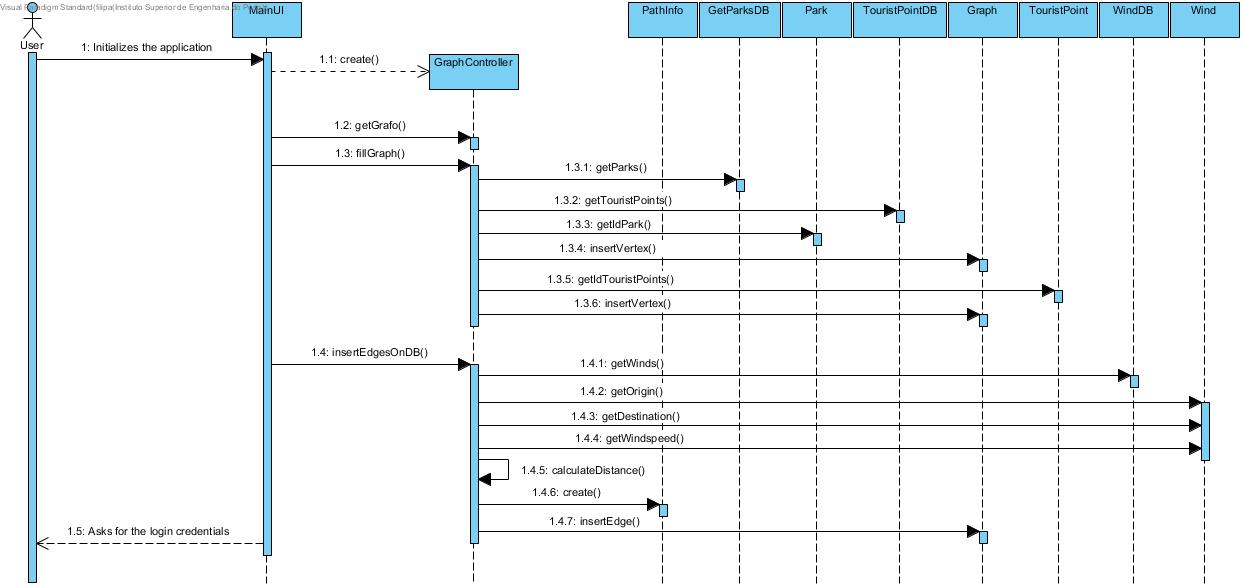 Visual Paradigm Standard(filipa(Instituto Superior de Engenharia do
MainUI
PathInfo
GetParksDB
Park
TouristPointDB
Graph
TouristPoint
WindDB
Wind
User
1: Initializes the application
1.1: create()
GraphController
1.2: getGrafo()
1.3: fillGraph()
1.3.1: getParks()
1.3.2: getTouristPoints()
1.3.3: getIdPark()
1.3.4: insertVertex()
1.3.5: getIdTouristPoints()
1.3.6: insertVertex()
1.4: insertEdgesOnDB()
1.4.1: getWinds()
1.4.2: getOrigin()
1.4.3: getDestination()
1.4.4: getWindspeed()
1.4.5: calculateDistance()
1.4.6: create()
1.4.7: insertEdge()
1.5: Asks for the login credentials